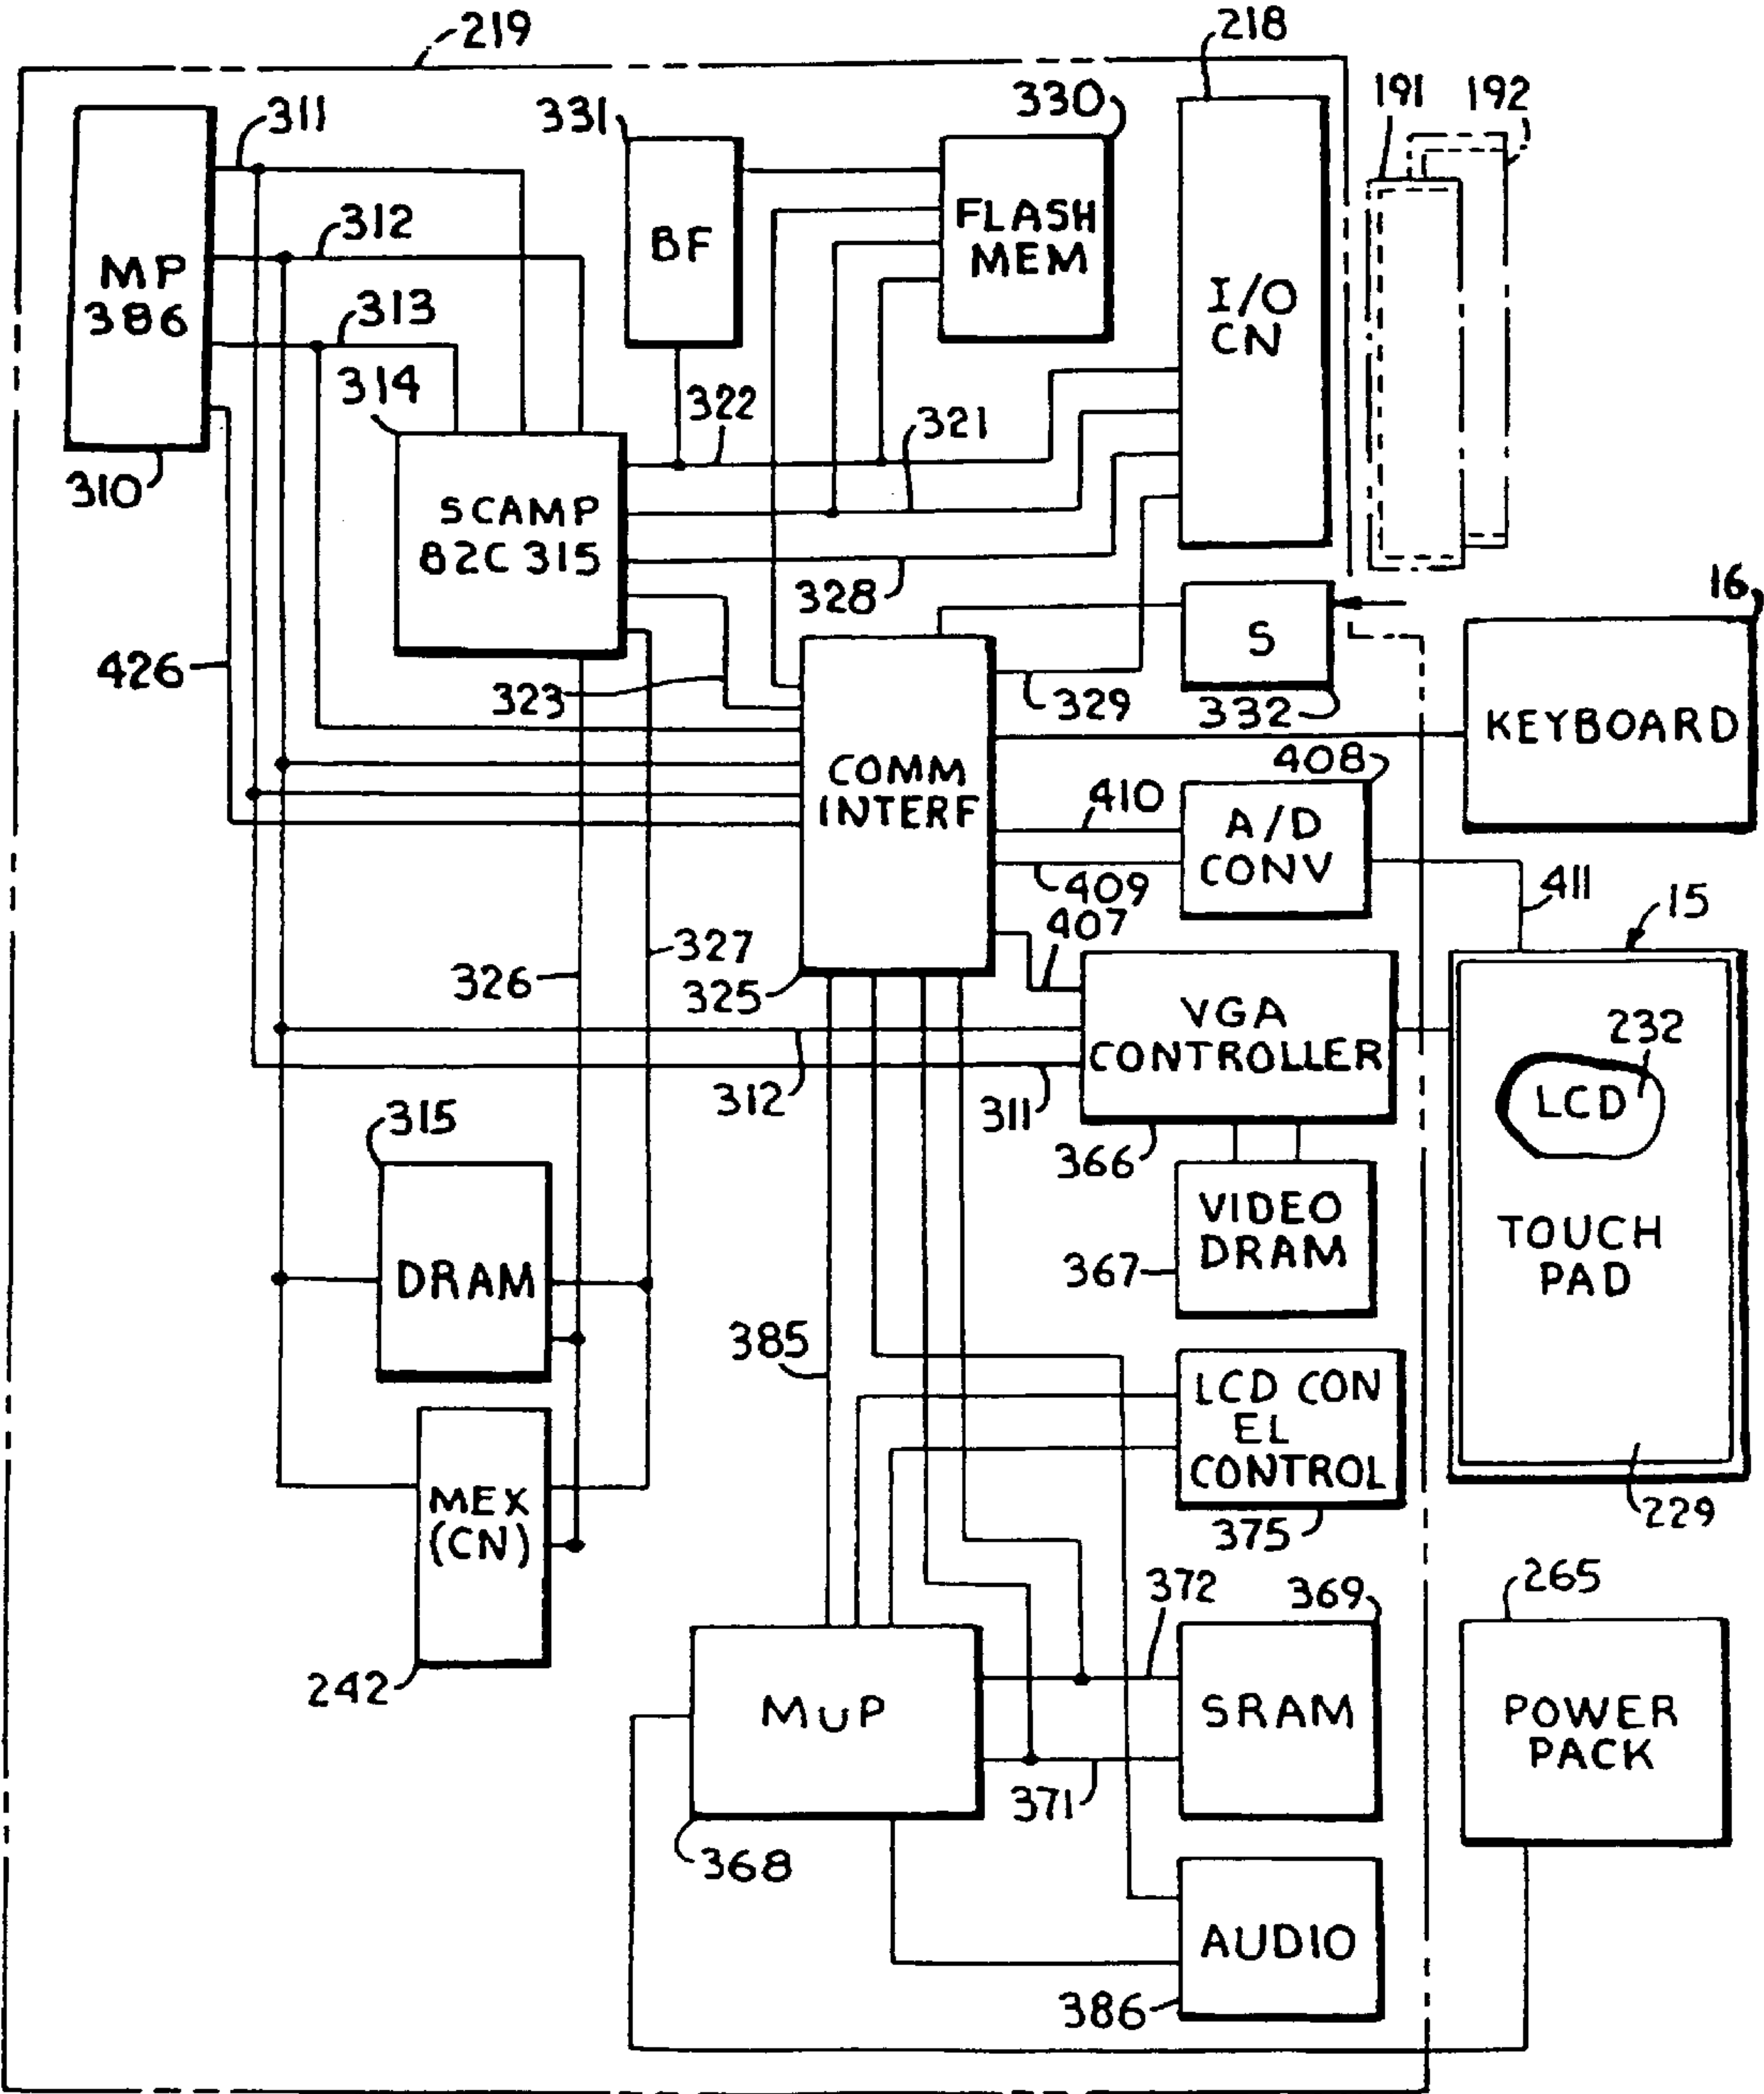 219
218
191
192
311
331
330
MP
386
312
BF
FLASH
MEM
I/O
CN
313
314
322
321
310
SCAMP
82C 315
328
16
S
426
323
329
332
KEYBOARD
COMM
INTERF
408
410
A/D
CONV
409
411
407
15
327
326
325
VGA
CONTROLLER
232
LCD
312
311
315
366
VIDEO
DRAM
367
TOUCH
PAD
DRAM
385
LCD CON
EL
CONTROL
MEX
(CN)
375
229
372
369
265
242
MUP
SRAM
POWER
PACK
371
368
AUDIO
386